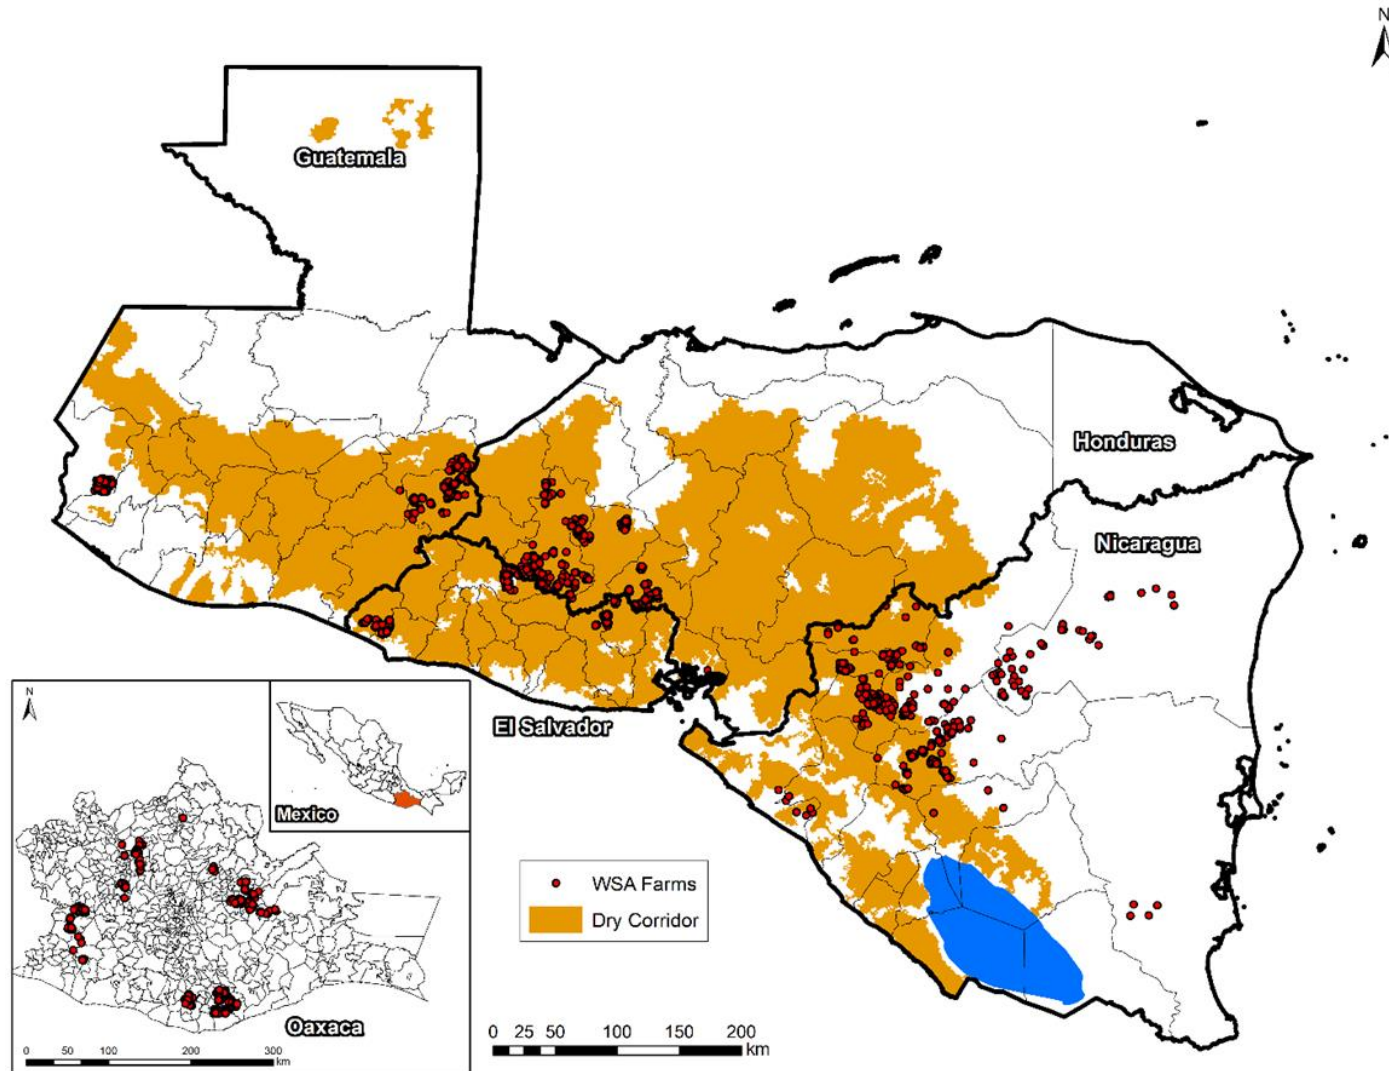 N
Guatemala
Honduras
Nicaragua
El Salvador
N
Mexico
Oaxaca
0 50 100 200 300
km
WSA Farms
Dry Corridor
0 25 50 100 150 200
km